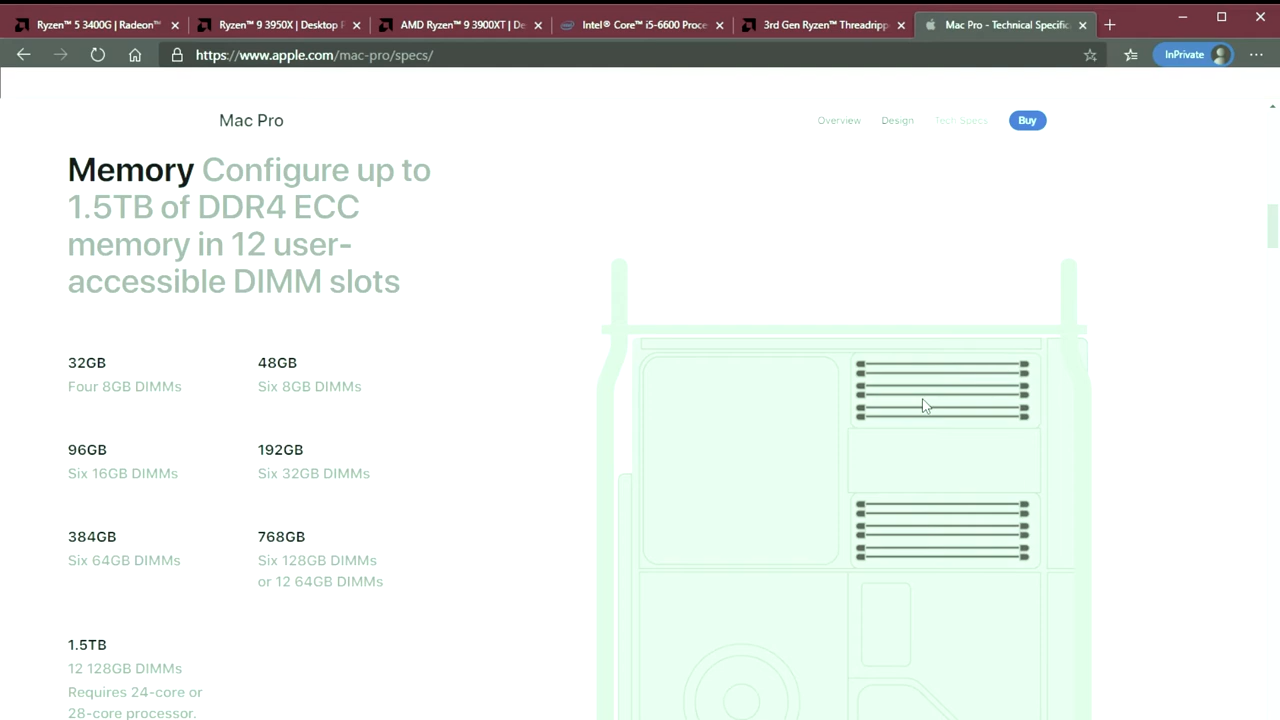 Ryzen™ 5 3400G | Radeon™
Ryzen™ 9 3950X | Desktop P
AMD Ryzen™ 9 3900XT | De
Intel® Core™ i5-6600 Proce
3rd Gen Ryzen™ Threadripp
Mac Pro - Technical Specific
https://www.apple.com/mac-pro/specs/
InPrivate
Mac Pro
Overview
Design
Tech Specs
Buy
Memory Configure up to
1.5TB of DDR4 ECC
memory in 12 user-
accessible DIMM slots
32GB
Four 8GB DIMMs
48GB
Six 8GB DIMMs
96GB
Six 16GB DIMMs
192GB
Six 32GB DIMMs
384GB
Six 64GB DIMMs
768GB
Six 128GB DIMMs
or 12 64GB DIMMs
1.5TB
12 128GB DIMMs
Requires 24-core or
28-core processor.